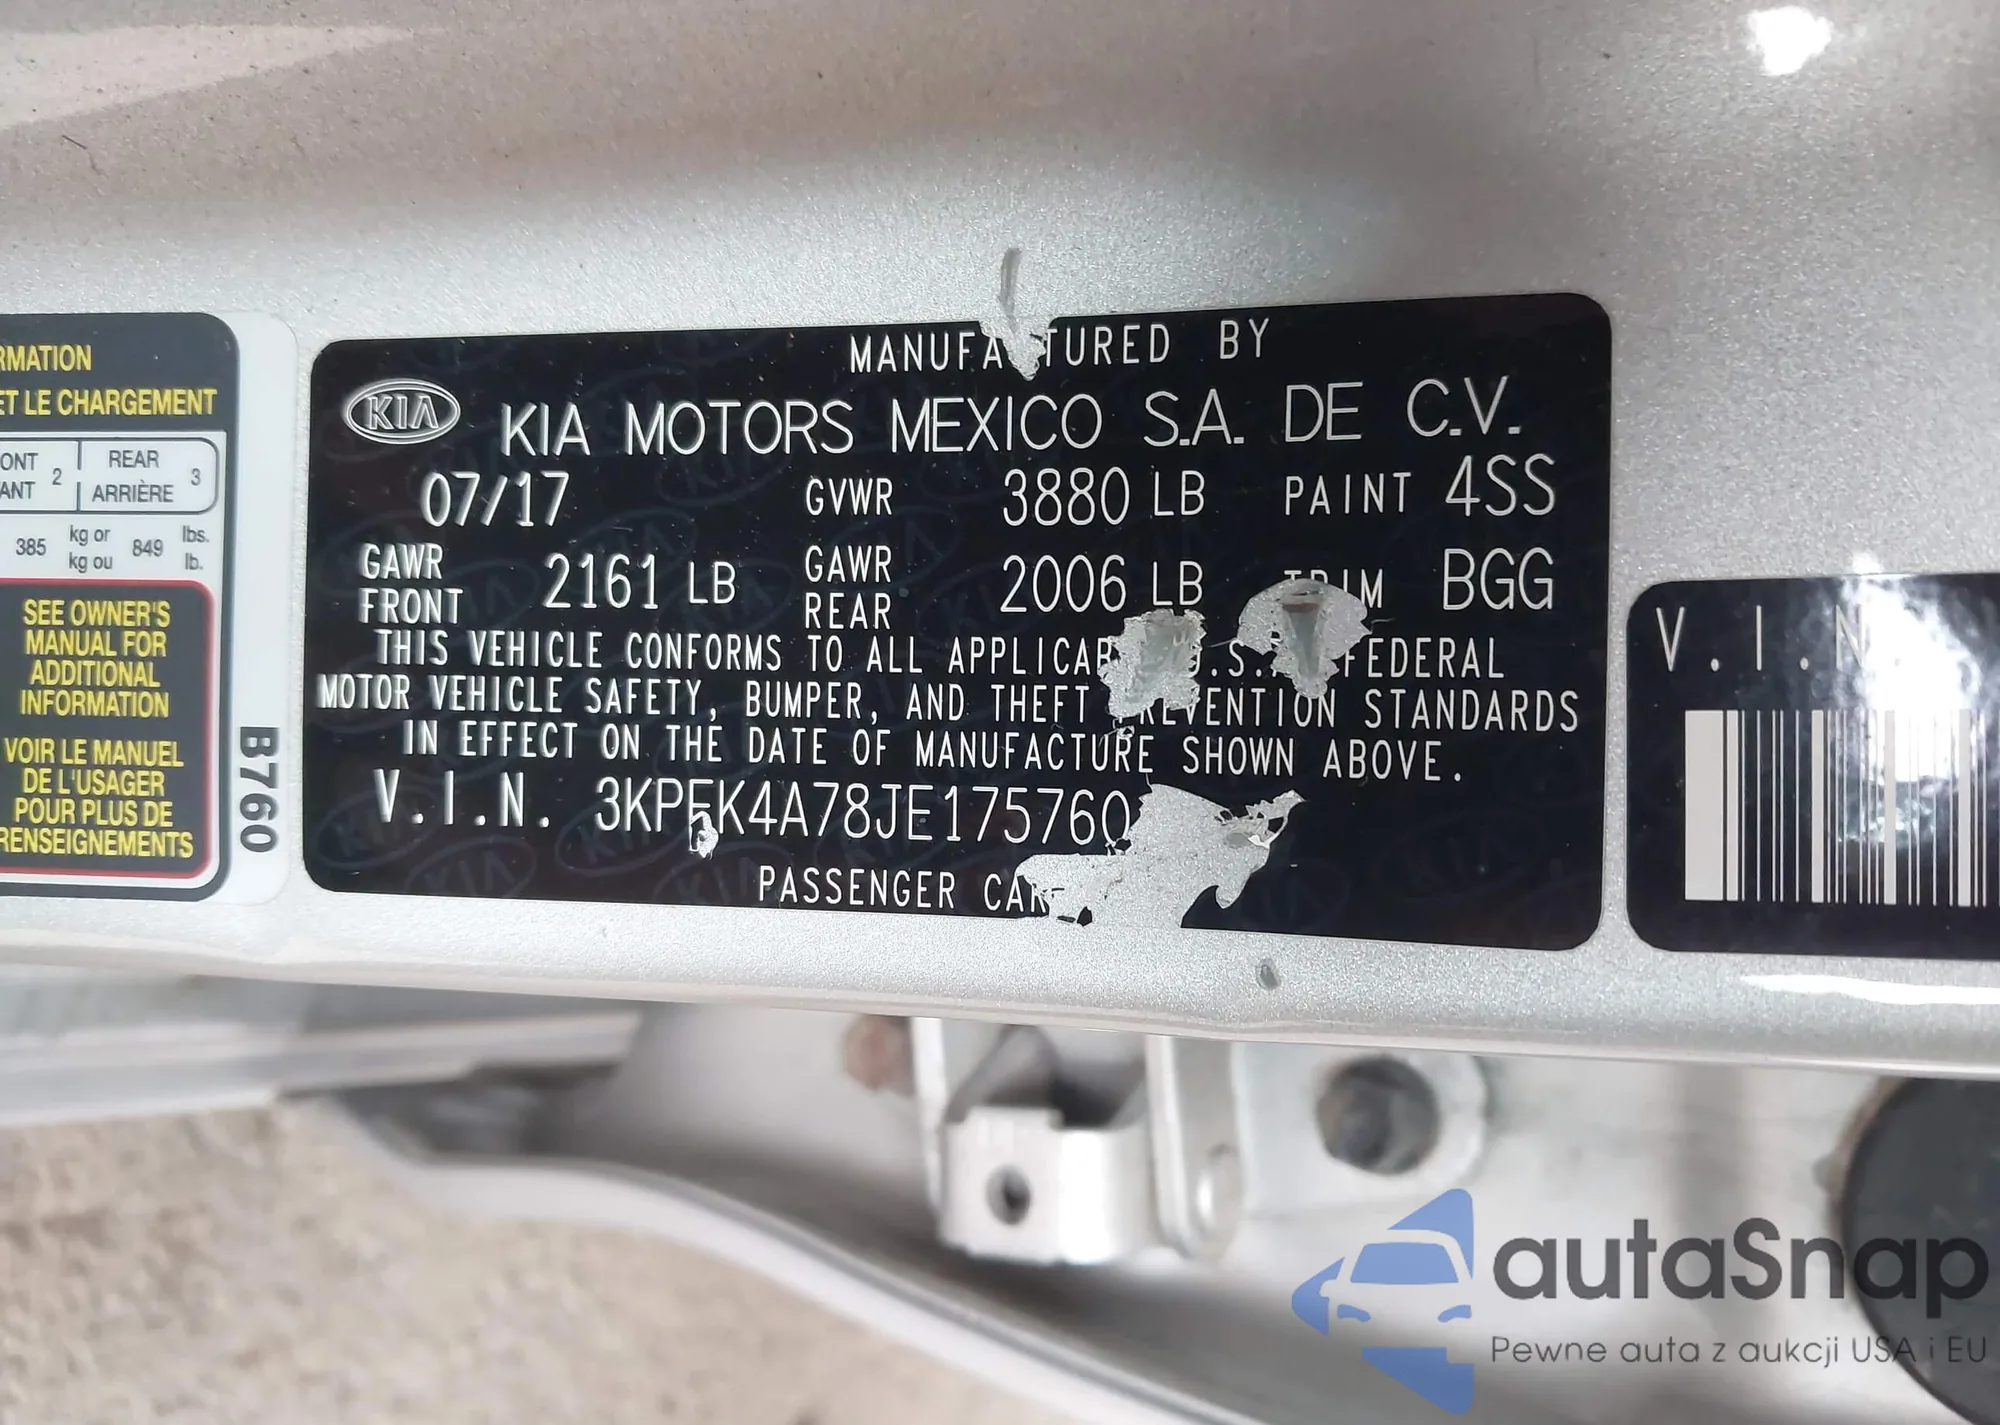 RMATION
ET LE CHARGEMENT
ONT 2 REAR 3
ANT ARRIÈRE
385 kg or 849 lbs.
kg ou lb.
SEE OWNER'S
MANUAL FOR
ADDITIONAL
INFORMATION
VOIR LE MANUEL
DE L'USAGER
POUR PLUS DE
RENSEIGNEMENTS
B760
MANUFACTURED BY
KIA
KIA MOTORS MEXICO S.A. DE C.V.
07/17 GVWR 3880 LB PAINT 4SS
GAWR FRONT 2161 LB GAWR REAR 2006 LB TRIM BGG
THIS VEHICLE CONFORMS TO ALL U.S.A. FEDERAL
MOTOR VEHICLE SAFETY, BUMPER, AND THEFT PREVENTION STANDARDS
IN EFFECT ON THE DATE OF MANUFACTURE SHOWN ABOVE.
V.I.N. 3KPFK4A78JE175760
PASSENGER CAR
V.I.N.
autaSnap
Pewne auta z aukcji USA i EU